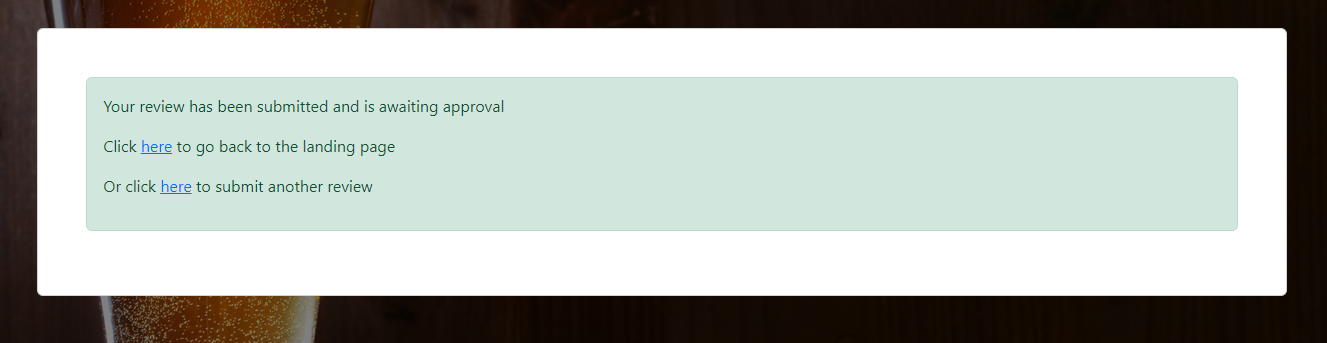 Your review has been submitted and is awaiting approval
Click here to go back to the landing page
Or click here to submit another review